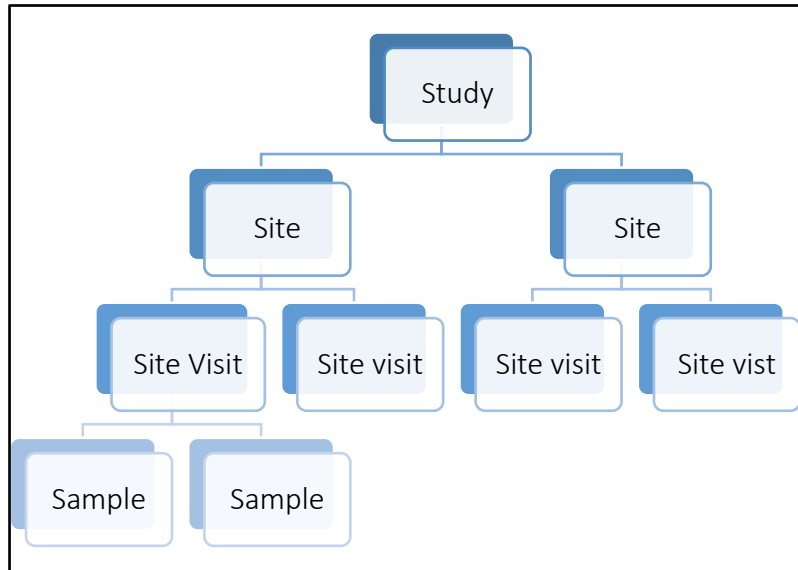 Study
Site
Site
Site Visit
Site visit
Site visit
Site vist
Sample
Sample